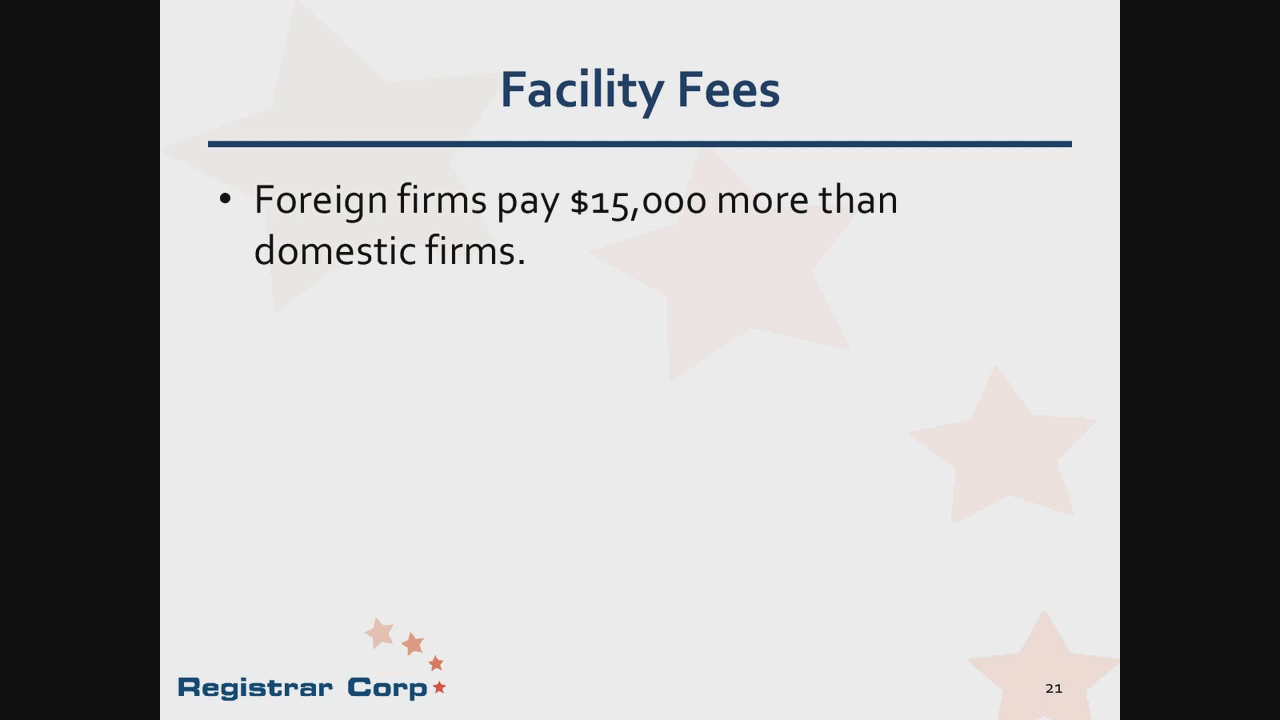 Facility Fees
• Foreign firms pay $15,000 more than
domestic firms.
Registrar Corp
21